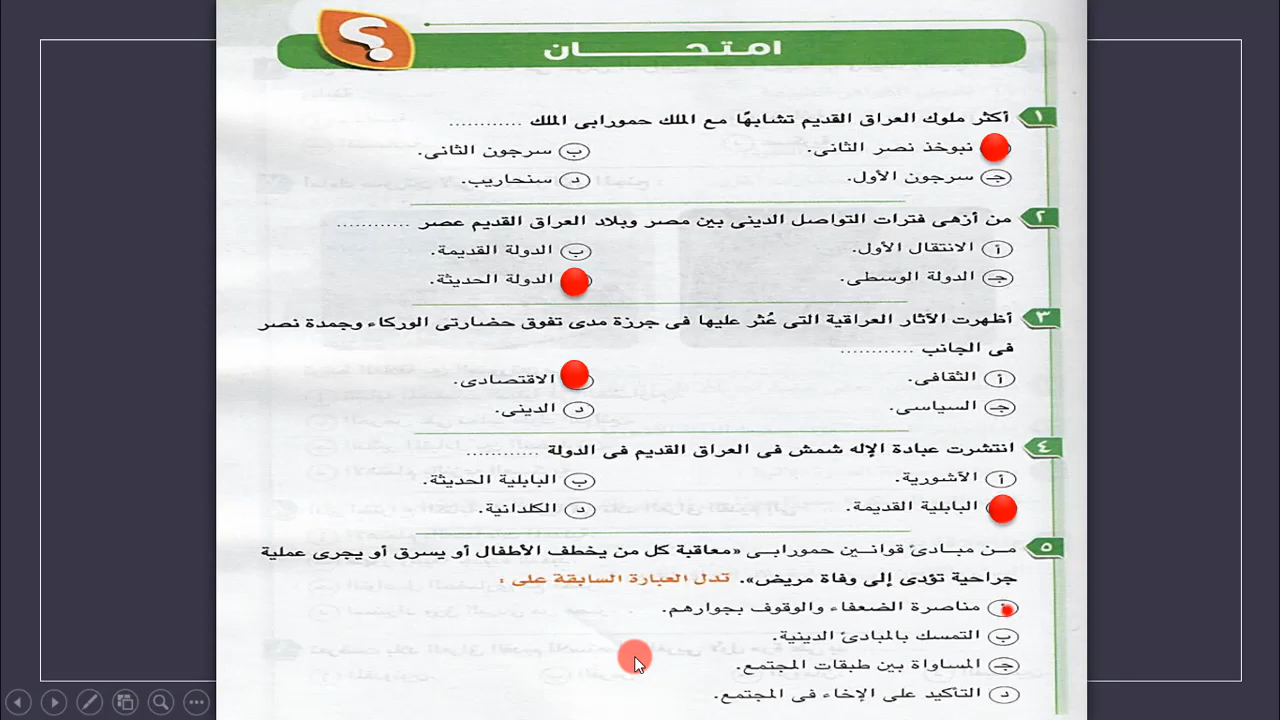 امتحان
؟
١ أكثر ملوك العراق القديم تشابهًا مع الملك حمورابى الملك ............
نبوخذ نصر الثانى.
ب سرجون الثانى.
جـ سرجون الأول.
د سنحاريب.
٢ من أزهى فترات التواصل الدينى بين مصر وبلاد العراق القديم عصر ............
أ الانتقال الأول.
ب الدولة القديمة.
جـ الدولة الوسطى.
الدولة الحديثة.
٣ أظهرت الآثار العراقية التى عُثر عليها فى جرزة مدى تفوق حضارتى الوركاء وجمدة نصر
فى الجانب ............
أ الثقافى.
الاقتصادى.
جـ السياسى.
د الدينى.
٤ انتشرت عبادة الإله شمش فى العراق القديم فى الدولة ............
أ الآشورية.
ب البابلية الحديثة.
البابلية القديمة.
د الكلدانية.
٥ من مبادئ قوانين حمورابى «معاقبة كل من يخطف الأطفال أو يسرق أو يجرى عملية
جراحية تؤدى إلى وفاة مريض». تدل العبارة السابقة على :
مناصرة الضعفاء والوقوف بجوارهم.
ب التمسك بالمبادئ الدينية.
جـ المساواة بين طبقات المجتمع.
د التأكيد على الإخاء فى المجتمع.